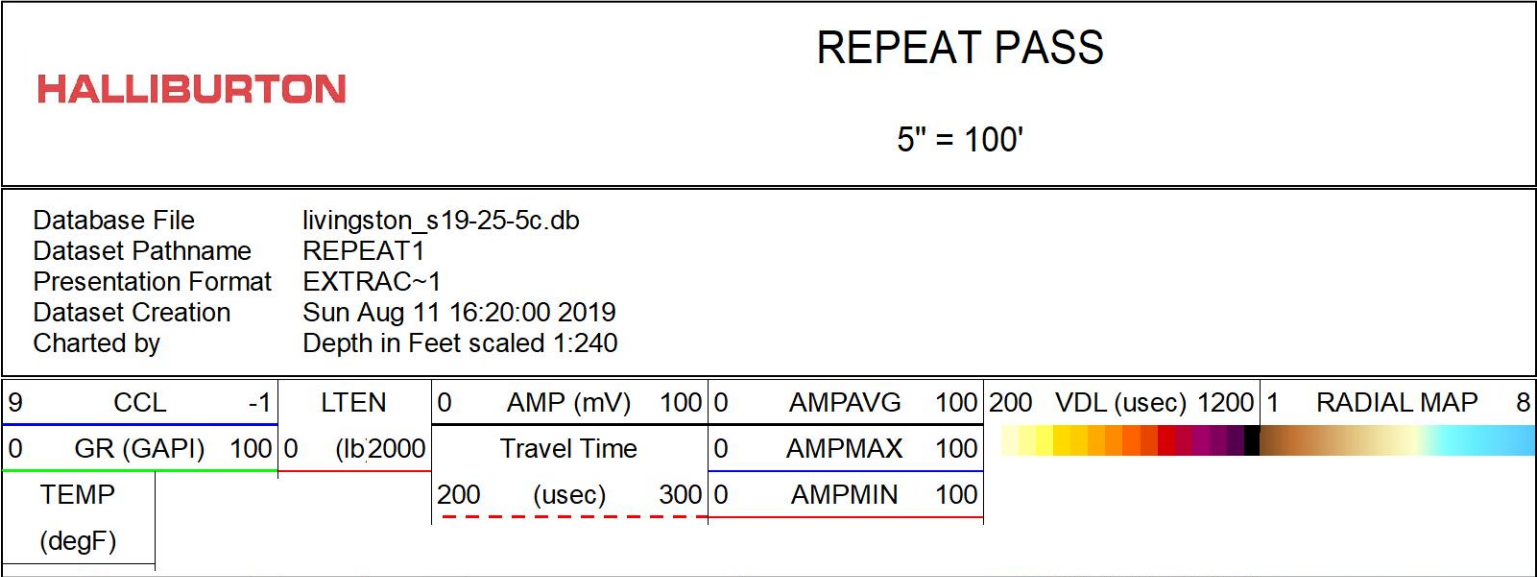 HALLIBURTON
REPEAT PASS
5" = 100'
Database File livingston_s19-25-5c.db
Dataset Pathname REPEAT1
Presentation Format EXTRAC~1
Dataset Creation Sun Aug 11 16:20:00 2019
Charted by Depth in Feet scaled 1:240
9 CCL -1 LTEN 0 AMP (mV) 100 0 AMPAVG 100 200 VDL (usec) 1200 1 RADIAL MAP 8
0 GR (GAPI) 100 0 (lb 2000 Travel Time 0 AMPMAX 100
TEMP 200 (usec) 300 0 AMPMIN 100
(degF)